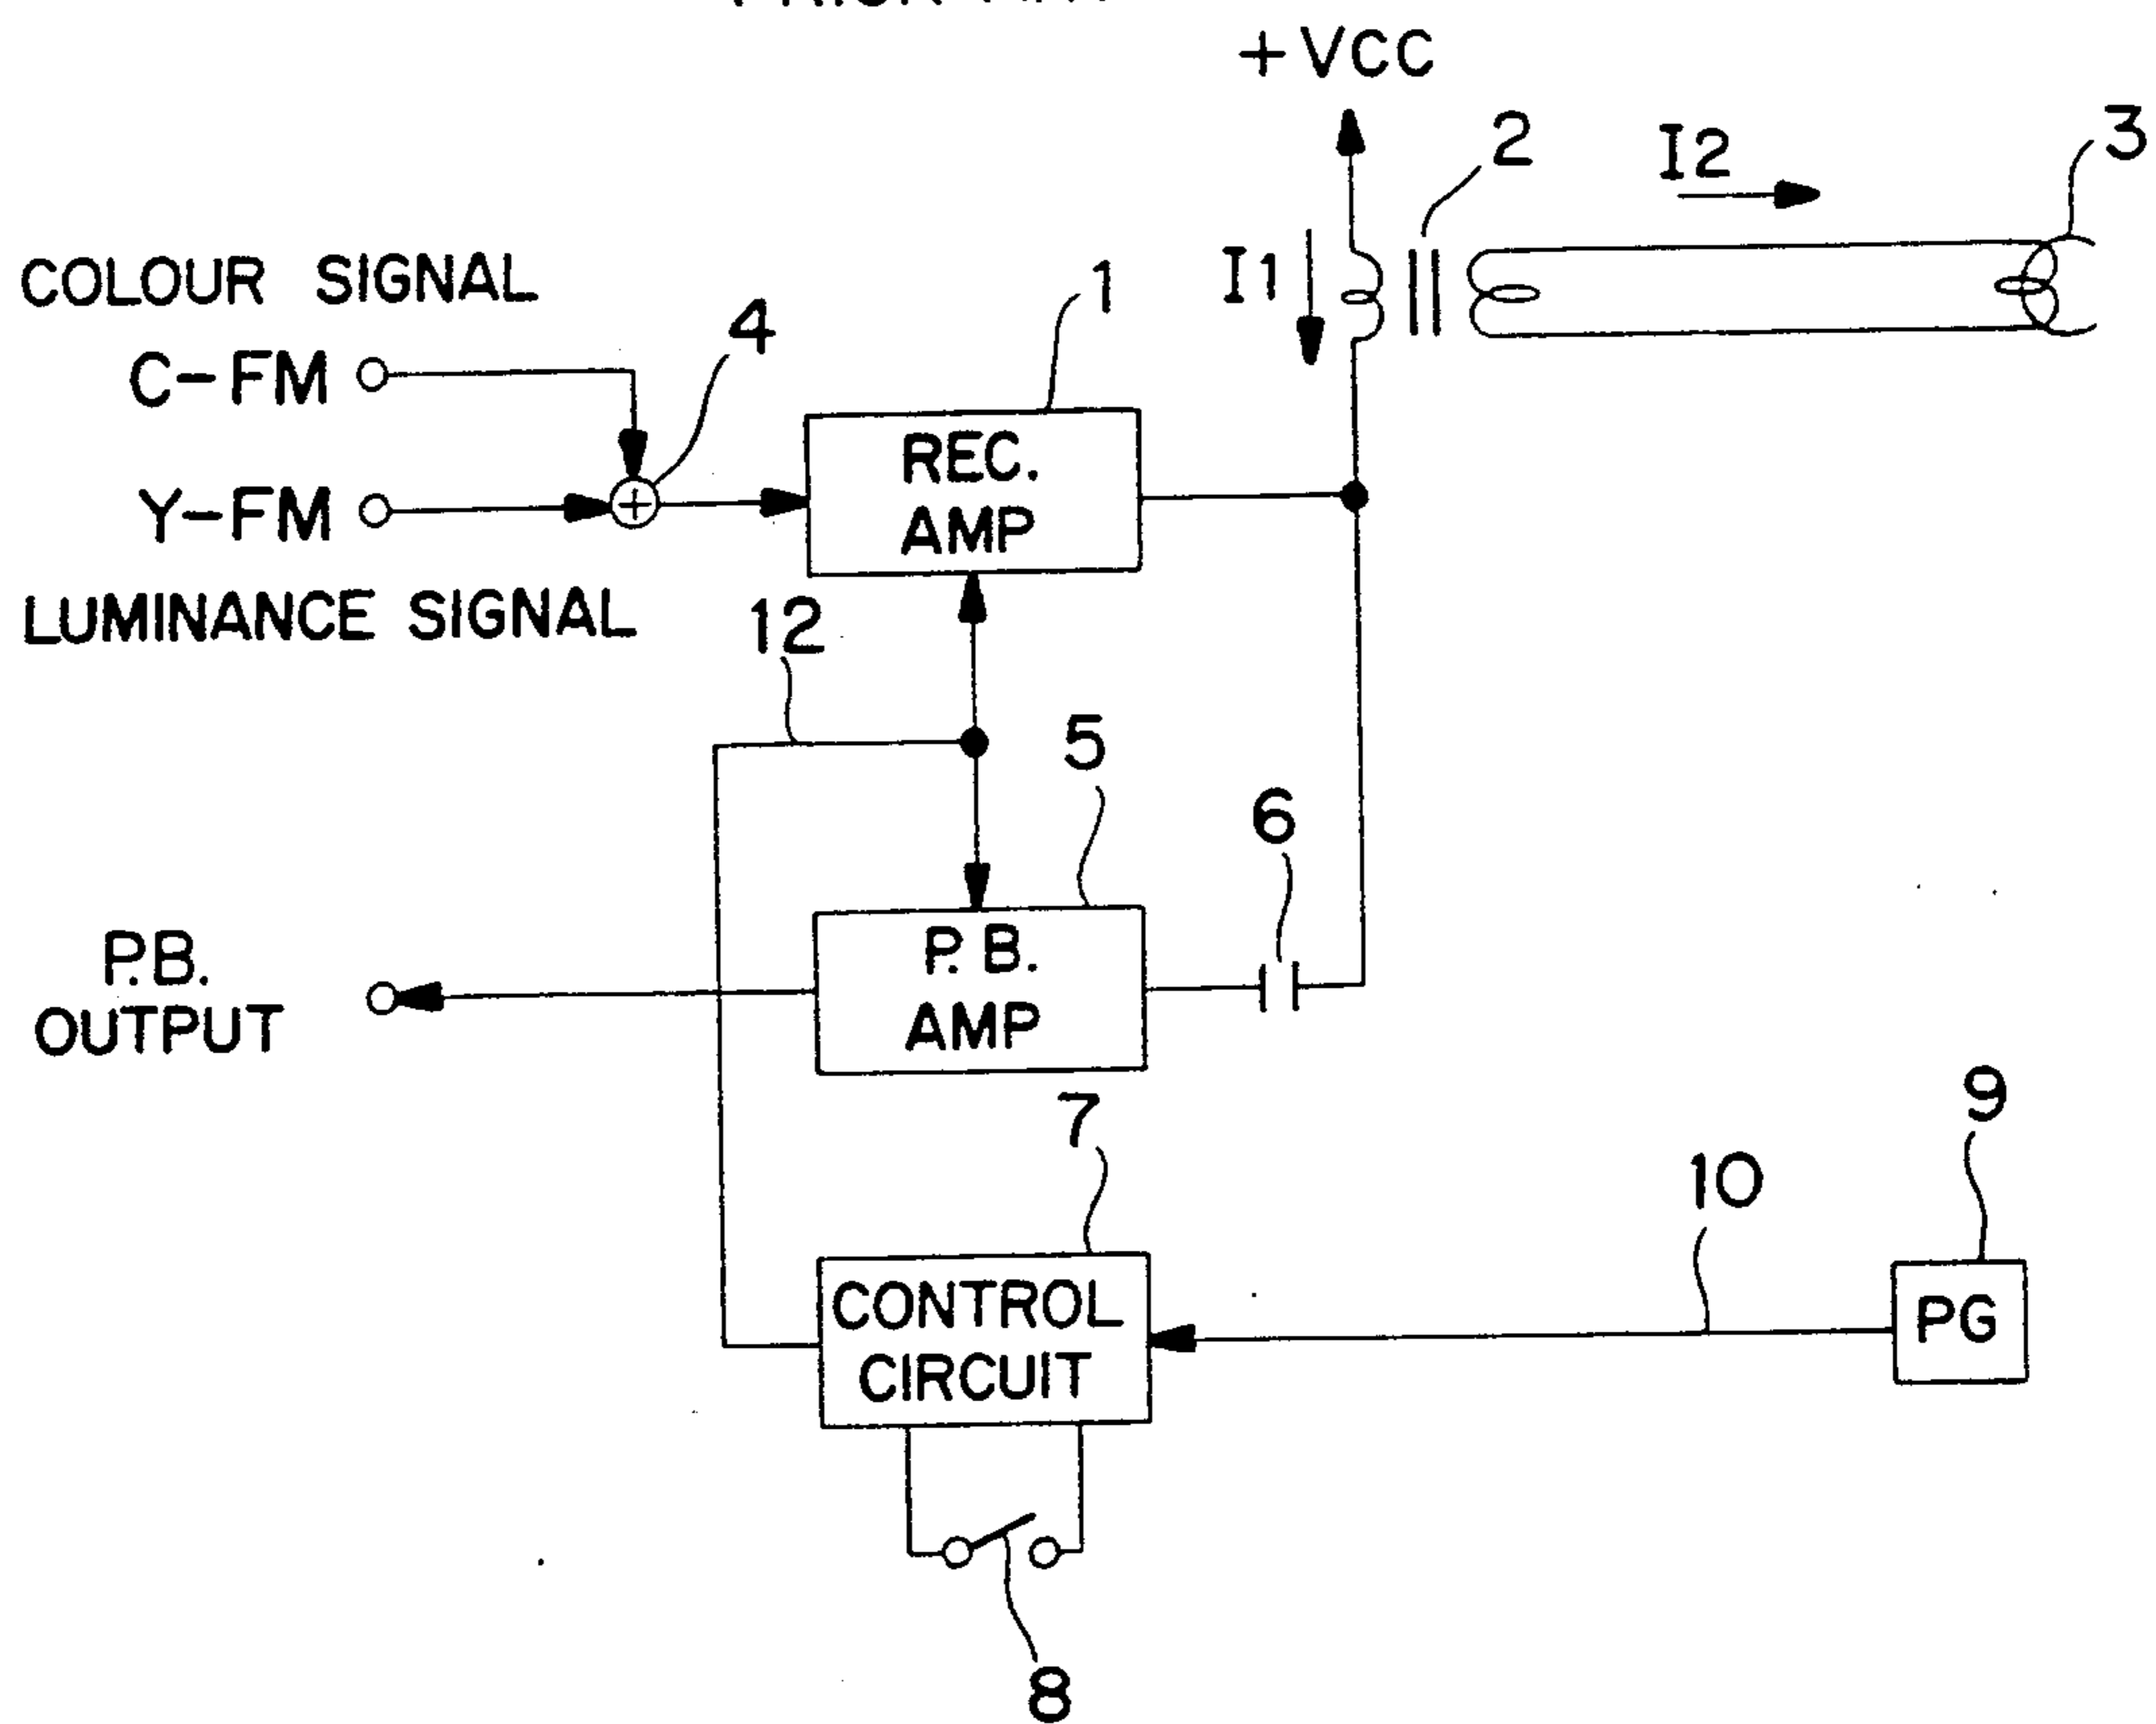 +VCC
2
I2
3
I1
COLOUR SIGNAL
1
4
C-FM
REC.
AMP
Y-FM
LUMINANCE SIGNAL
12
5
6
P.B.
OUTPUT
P.B.
AMP
7
9
10
CONTROL
CIRCUIT
PG
8